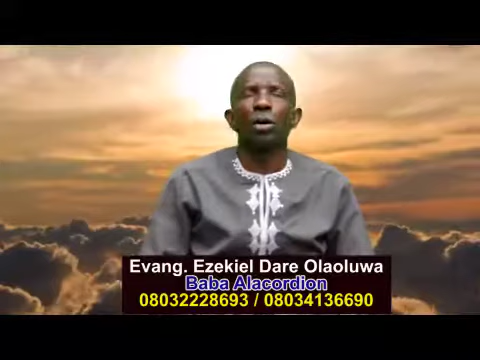 Evang. Ezekiel Dare Olaoluwa
Baba Alacordion
08032228693 / 08034136690